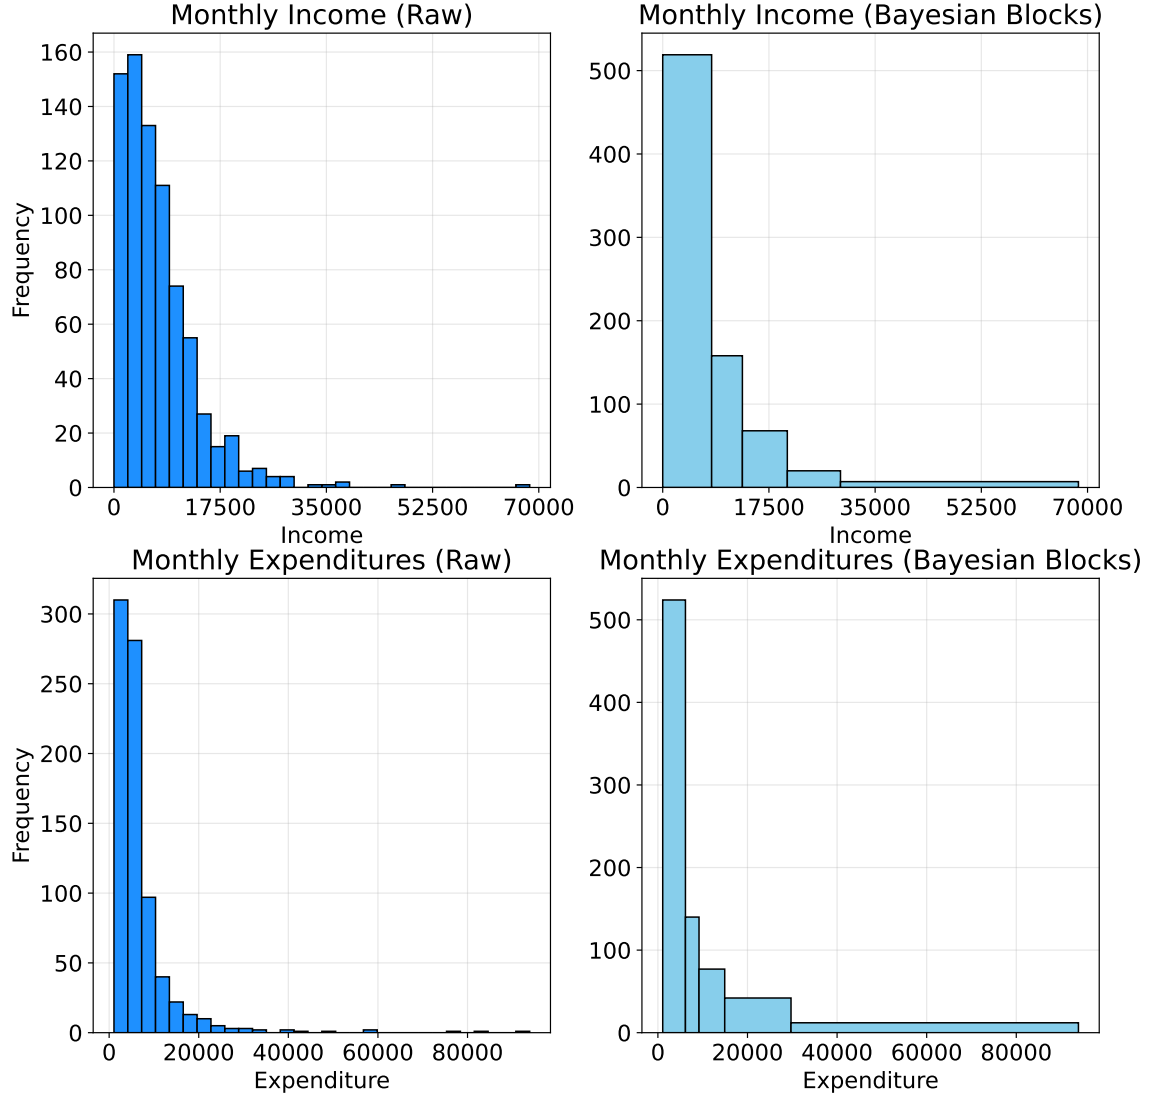 Monthly Income (Raw)
160
140
120
100
80
60
40
20
0
Frequency
0 17500 35000 52500 70000
Income
Monthly Income (Bayesian Blocks)
500
400
300
200
100
0
0 17500 35000 52500 70000
Income
Monthly Expenditures (Raw)
300
250
200
150
100
50
0
Frequency
0 20000 40000 60000 80000
Expenditure
Monthly Expenditures (Bayesian Blocks)
500
400
300
200
100
0
0 20000 40000 60000 80000
Expenditure